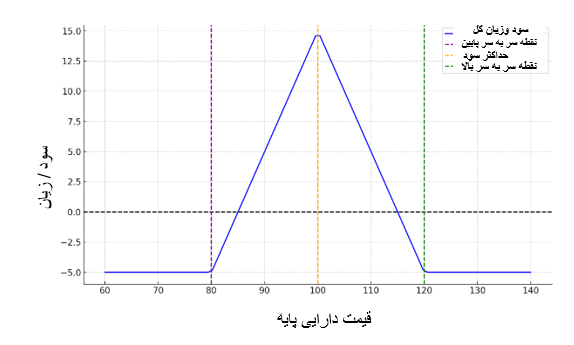 سود وزیان کل
نقطه سر به سر پایین
حداکثر سود
نقطه سر به سر بالا
15.0
12.5
10.0
7.5
5.0
2.5
0.0
−2.5
−5.0
سود / زیان
60 70 80 90 100 110 120 130 140
قیمت دارایی پایه